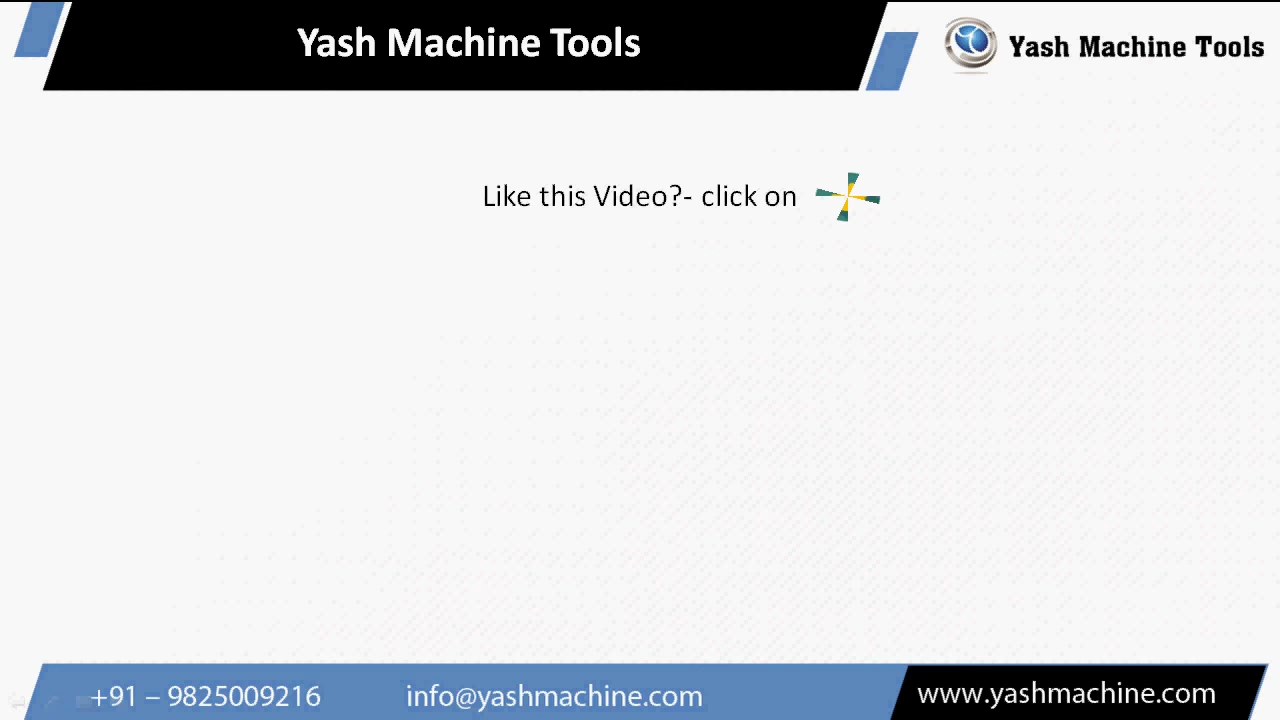 Yash Machine Tools
Yash Machine Tools
Like this Video?- click on
+91 – 9825009216
info@yashmachine.com
www.yashmachine.com